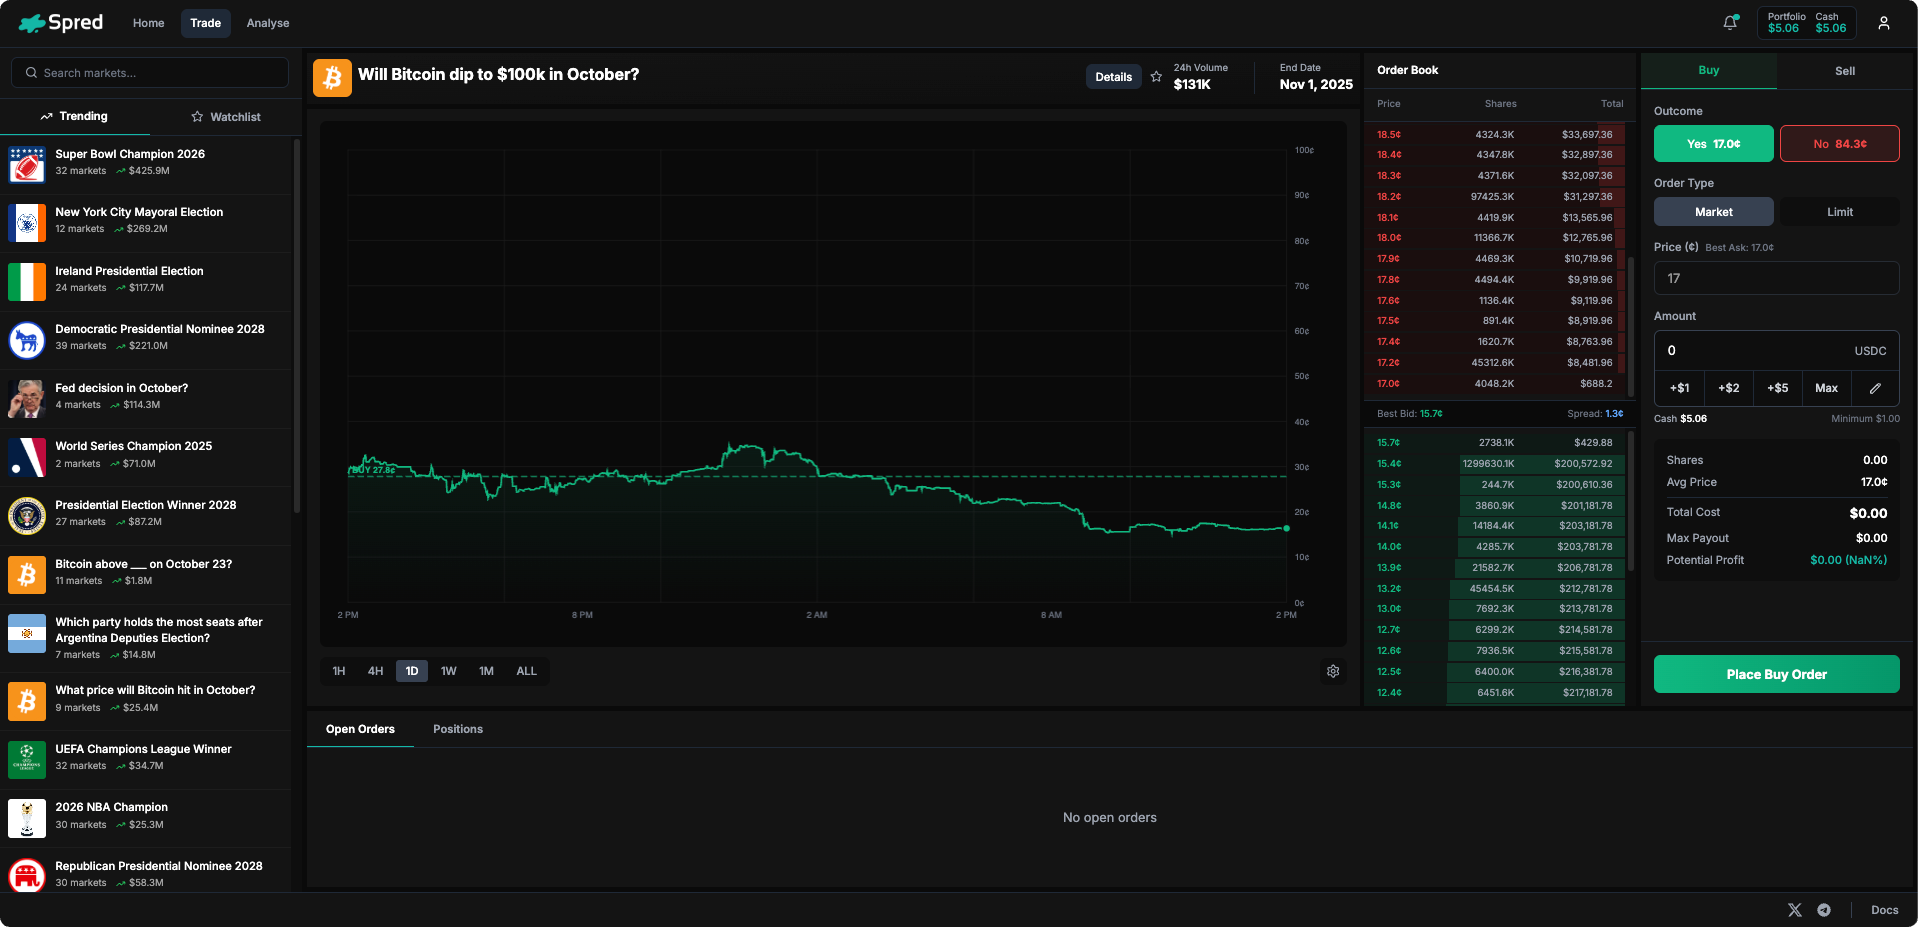 Spred
Home
Trade
Analyse
Portfolio
$5.06
Cash
$5.06
Search markets...
Trending
Watchlist
Super Bowl Champion 2026
32 markets $425.9M
New York City Mayoral Election
12 markets $269.2M
Ireland Presidential Election
24 markets $117.7M
Democratic Presidential Nominee 2028
39 markets $221.0M
Fed decision in October?
4 markets $114.3M
World Series Champion 2025
2 markets $71.0M
Presidential Election Winner 2028
27 markets $87.2M
Bitcoin above ___ on October 23?
11 markets $1.8M
Which party holds the most seats after
Argentina Deputies Election?
7 markets $14.8M
What price will Bitcoin hit in October?
9 markets $25.4M
UEFA Champions League Winner
32 markets $34.7M
2026 NBA Champion
30 markets $25.3M
Republican Presidential Nominee 2028
30 markets $58.3M
Will Bitcoin dip to $100k in October?
Details
24h Volume
$131K
End Date
Nov 1, 2025
100¢
90¢
80¢
70¢
60¢
50¢
40¢
30¢
20¢
10¢
0¢
BUY 27.8¢
2 PM
8 PM
2 AM
8 AM
2 PM
1H 4H 1D 1W 1M ALL
Open Orders
Positions
No open orders
Order Book
Price Shares Total
18.5¢ 4324.3K $33,697.36
18.4¢ 4347.8K $32,897.36
18.3¢ 4371.6K $32,097.36
18.2¢ 97425.3K $31,297.36
18.1¢ 4419.9K $13,565.96
18.0¢ 11366.7K $12,765.96
17.9¢ 4469.3K $10,719.96
17.8¢ 4494.4K $9,919.96
17.6¢ 1136.4K $9,119.96
17.5¢ 891.4K $8,919.96
17.4¢ 1620.7K $8,763.96
17.2¢ 45312.6K $8,481.96
17.0¢ 4048.2K $688.2
Best Bid: 15.7¢ Spread: 1.3¢
15.7¢ 2738.1K $429.88
15.4¢ 1299630.1K $200,572.92
15.3¢ 244.7K $200,610.36
14.8¢ 3860.9K $201,181.78
14.1¢ 14184.4K $203,181.78
14.0¢ 4285.7K $203,781.78
13.9¢ 21582.7K $206,781.78
13.2¢ 45454.5K $212,781.78
13.0¢ 7692.3K $213,781.78
12.7¢ 6299.2K $214,581.78
12.6¢ 7936.5K $215,581.78
12.5¢ 6400.0K $216,381.78
12.4¢ 6451.6K $217,181.78
Buy
Sell
Outcome
Yes 17.0¢
No 84.3¢
Order Type
Market
Limit
Price (¢) Best Ask: 17.0¢
17
Amount
0 USDC
+$1 +$2 +$5 Max
Cash $5.06 Minimum $1.00
Shares 0.00
Avg Price 17.0¢
Total Cost $0.00
Max Payout $0.00
Potential Profit $0.00 (NaN%)
Place Buy Order
Docs